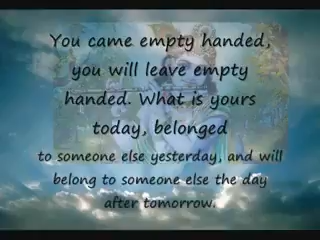 You came empty handed,
you will leave empty
handed. What is yours
today, belonged
to someone else yesterday, and will
belong to someone else the day
after tomorrow.